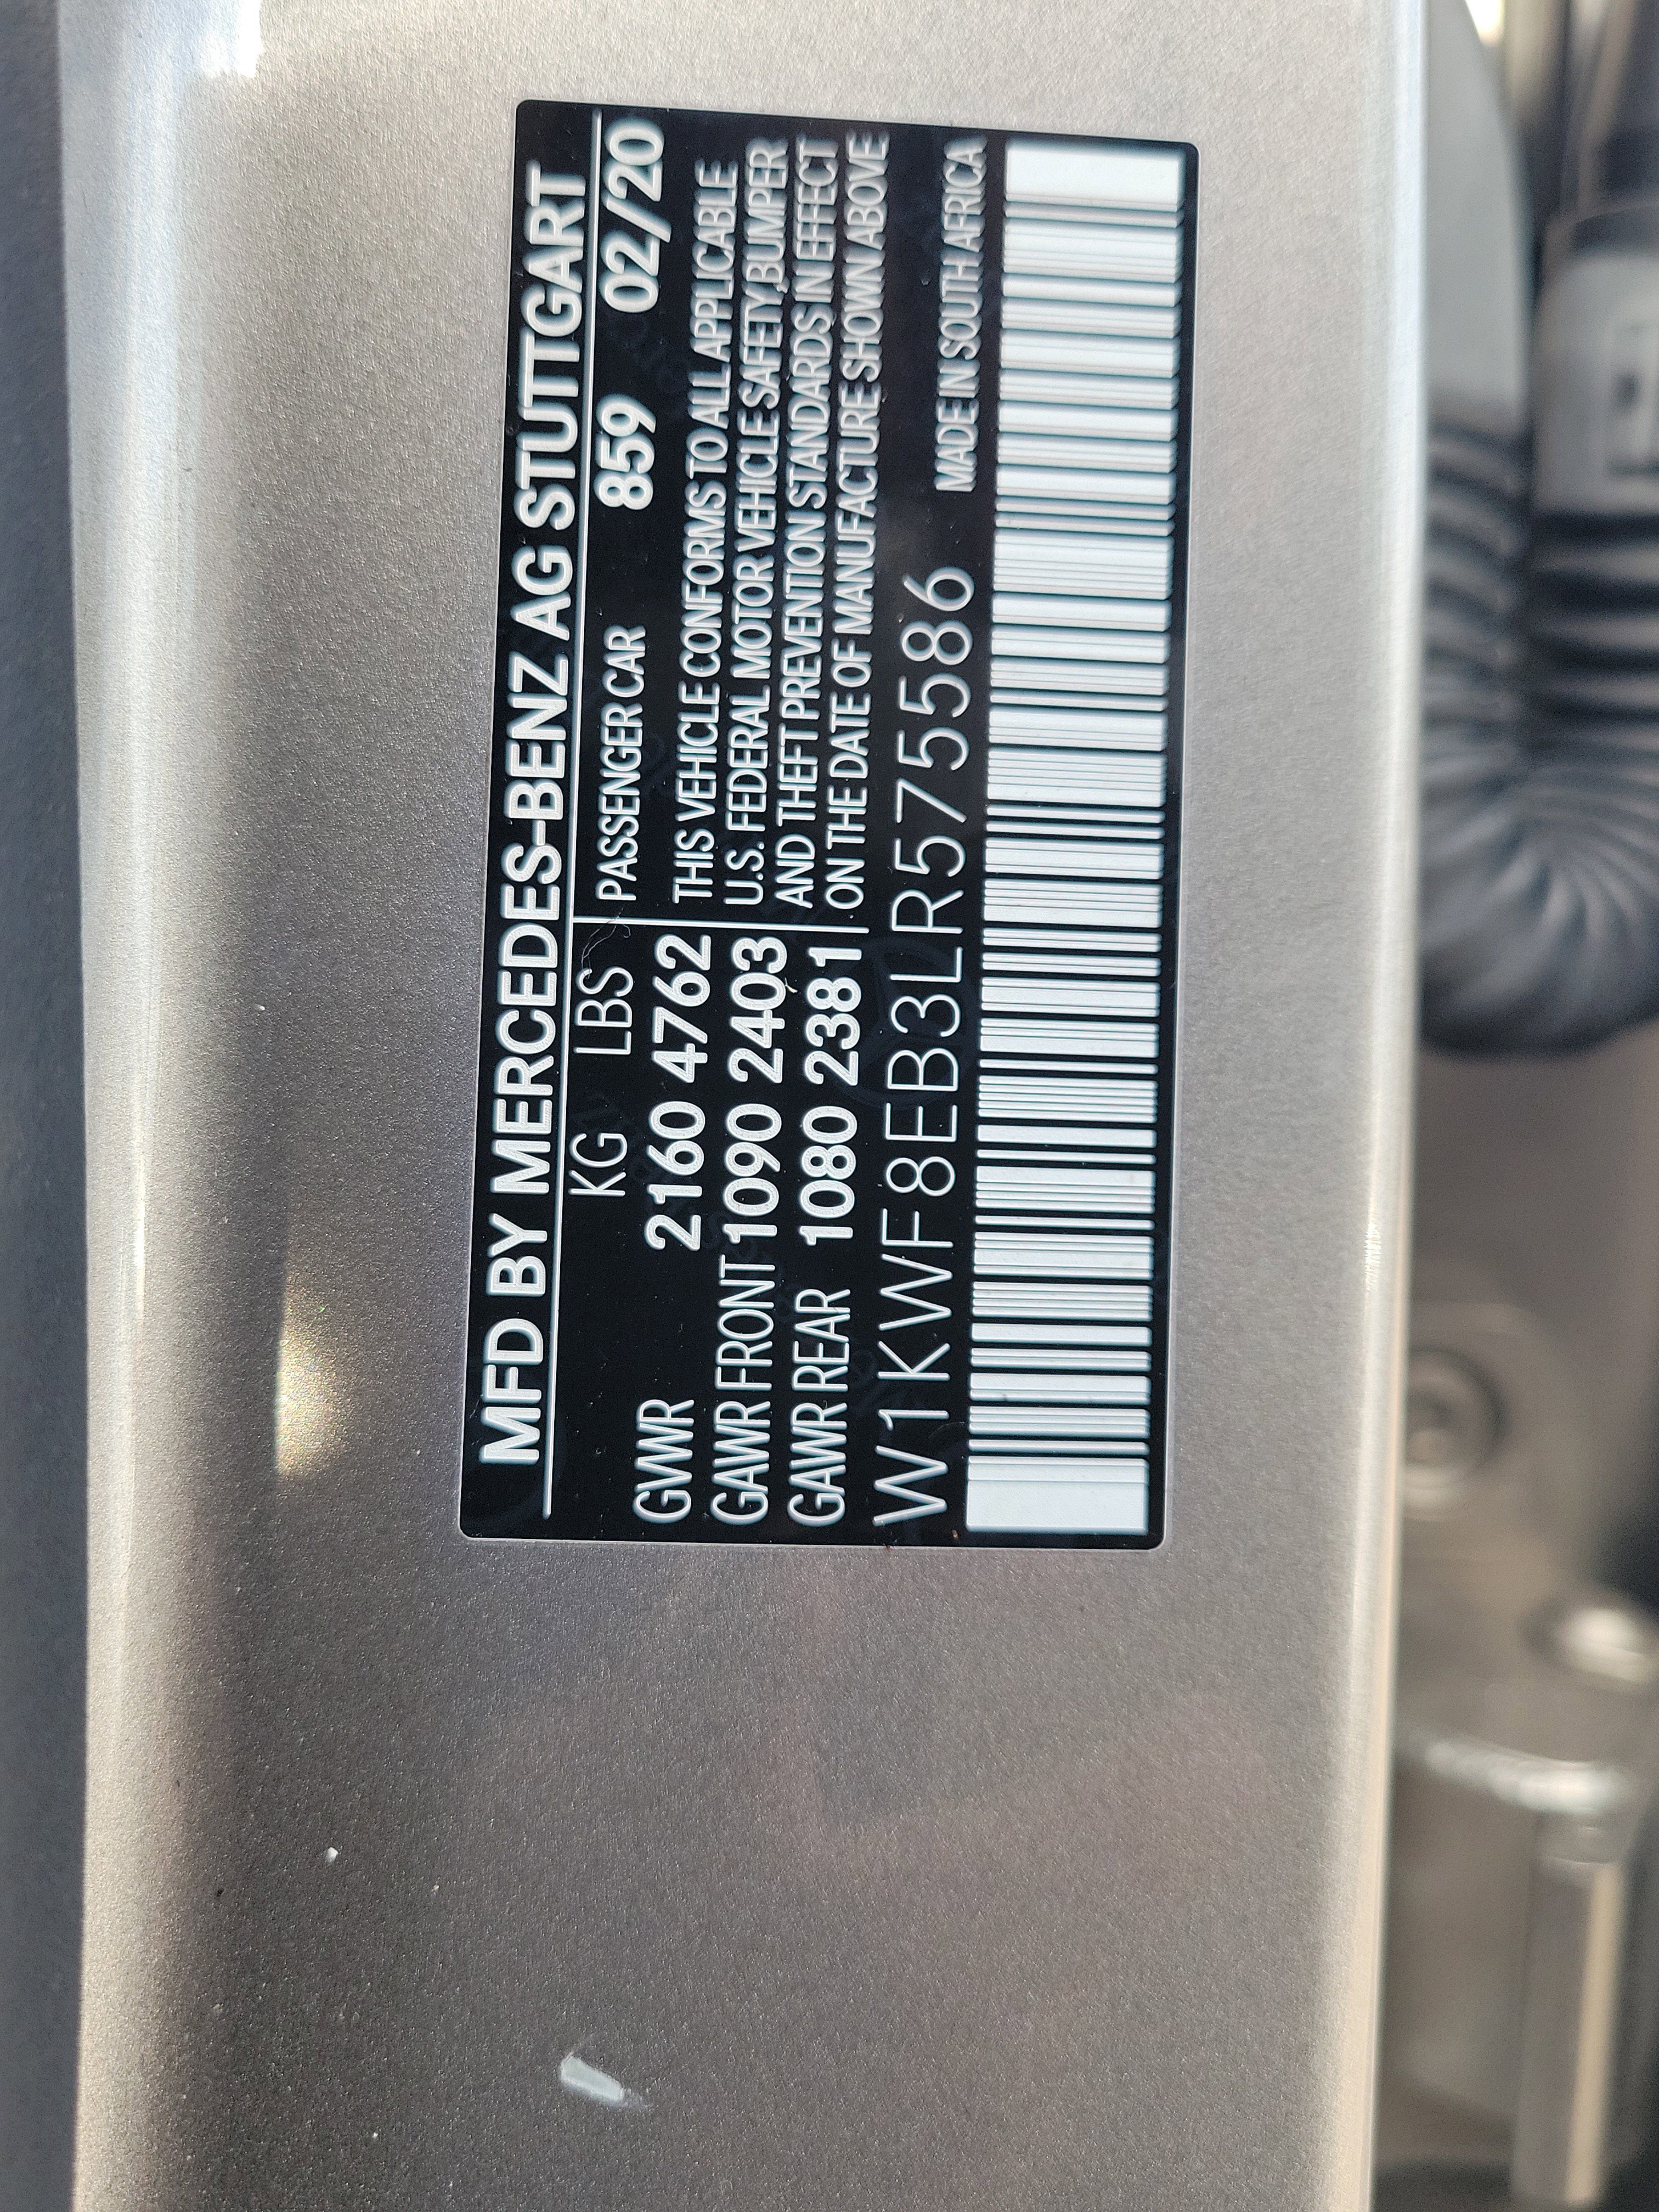 MFD BY MERCEDES-BENZ AG STUTTGART
KG LBS
GVWR 2160 4762
GAWR FRONT 1090 2403
GAWR REAR 1080 2381
PASSENGER CAR 859 02/20
THIS VEHICLE CONFORMS TO ALL APPLICABLE
U.S. FEDERAL MOTOR VEHICLE SAFETY,BUMPER
AND THEFT PREVENTION STANDARDS IN EFFECT
ON THE DATE OF MANUFACTURE SHOWN ABOVE
W1KWF8EB3LR575586 MADE IN SOUTH AFRICA